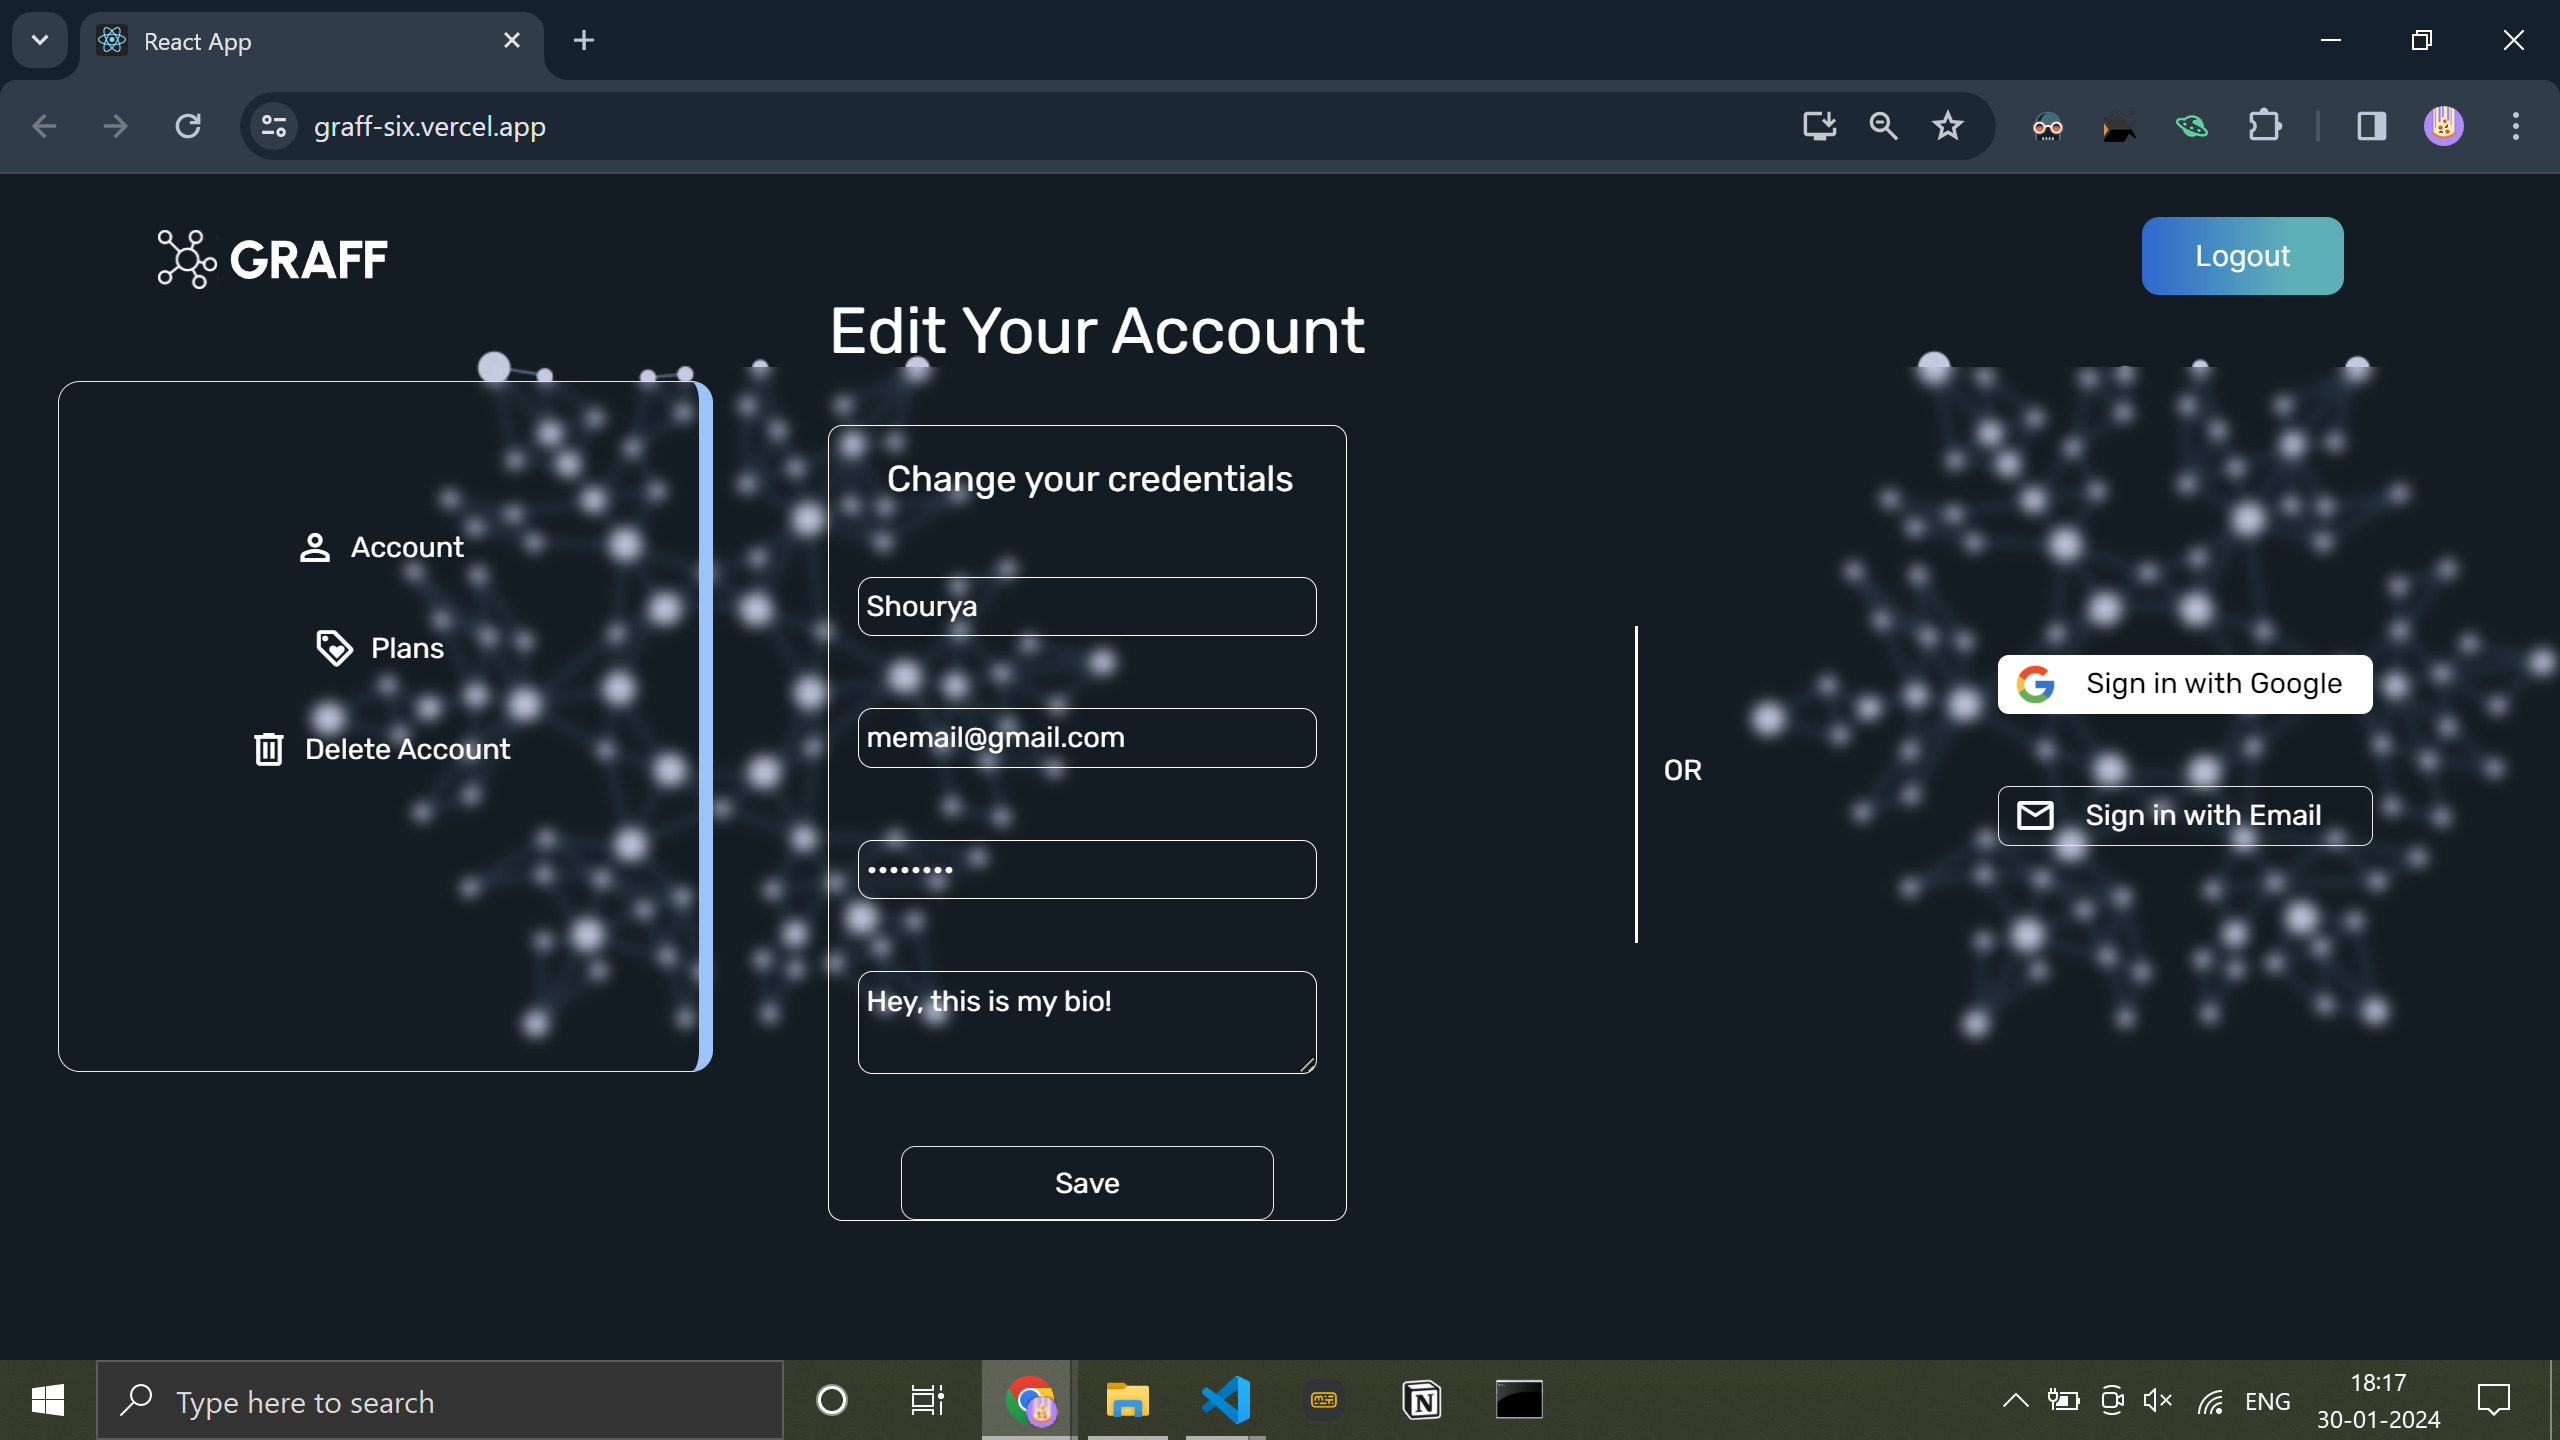 React App
graff-six.vercel.app
GRAFF
Logout
Edit Your Account
Account
Plans
Delete Account
Change your credentials
Shourya
memail@gmail.com
••••••••
Hey, this is my bio!
Save
OR
Sign in with Google
Sign in with Email
Type here to search
ENG
18:17
30-01-2024